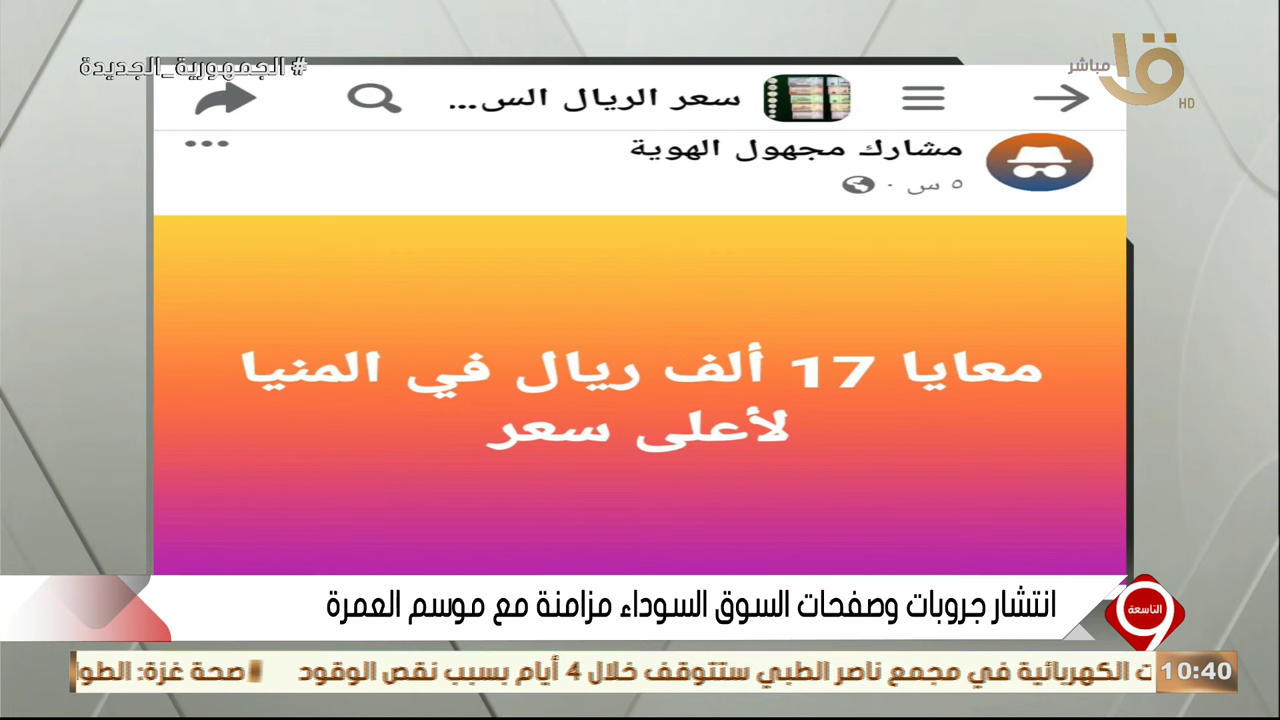 #الجمهورية_الجديدة
مباشر
HD
سعر الريال الس...
مشارك مجهول الهوية
٥ س
معايا 17 ألف ريال في المنيا
لأعلى سعر
انتشار جروبات وصفحات السوق السوداء مزامنة مع موسم العمرة
التاسعة
10:40
ت الكهربائية في مجمع ناصر الطبي ستتوقف خلال 4 أيام بسبب نقص الوقود
صحة غزة: الطوا